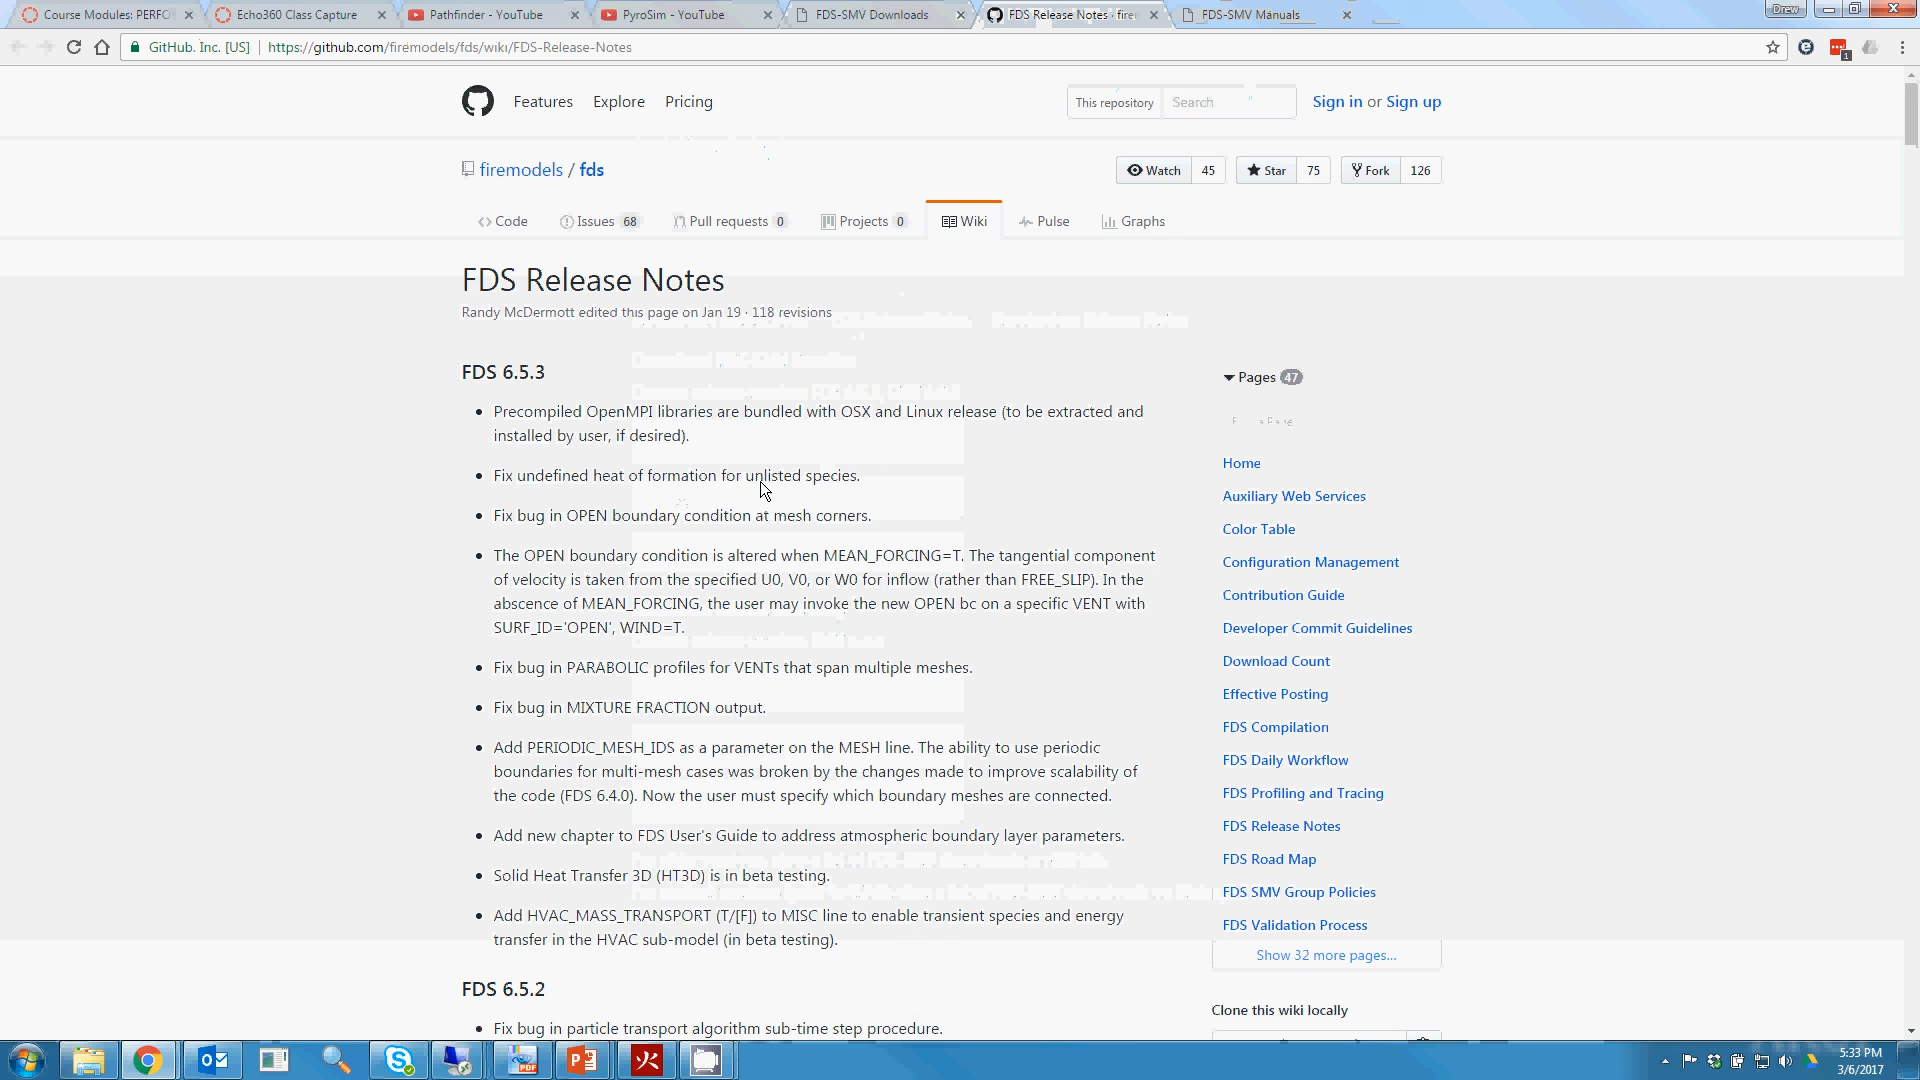 Course Modules: PERFO
Echo360 Class Capture
Pathfinder - YouTube
PyroSim - YouTube
FDS-SMV Downloads
FDS Release Notes · firem
FDS-SMV Manuals
Drew
GitHub, Inc. [US] | https://github.com/firemodels/fds/wiki/FDS-Release-Notes
Features Explore Pricing
This repository Search
Sign in or Sign up
firemodels / fds
Watch 45 Star 75 Fork 126
Code Issues 68 Pull requests 0 Projects 0 Wiki Pulse Graphs
FDS Release Notes
Randy McDermott edited this page on Jan 19 · 118 revisions
FDS 6.5.3
• Precompiled OpenMPI libraries are bundled with OSX and Linux release (to be extracted and
installed by user, if desired).
• Fix undefined heat of formation for unlisted species.
• Fix bug in OPEN boundary condition at mesh corners.
• The OPEN boundary condition is altered when MEAN_FORCING=T. The tangential component
of velocity is taken from the specified U0, V0, or W0 for inflow (rather than FREE_SLIP). In the
abscence of MEAN_FORCING, the user may invoke the new OPEN bc on a specific VENT with
SURF_ID='OPEN', WIND=T.
• Fix bug in PARABOLIC profiles for VENTs that span multiple meshes.
• Fix bug in MIXTURE FRACTION output.
• Add PERIODIC_MESH_IDS as a parameter on the MESH line. The ability to use periodic
boundaries for multi-mesh cases was broken by the changes made to improve scalability of
the code (FDS 6.4.0). Now the user must specify which boundary meshes are connected.
• Add new chapter to FDS User's Guide to address atmospheric boundary layer parameters.
• Solid Heat Transfer 3D (HT3D) is in beta testing.
• Add HVAC_MASS_TRANSPORT (T/[F]) to MISC line to enable transient species and energy
transfer in the HVAC sub-model (in beta testing).
FDS 6.5.2
• Fix bug in particle transport algorithm sub-time step procedure.
Pages 47
Home
Auxiliary Web Services
Color Table
Configuration Management
Contribution Guide
Developer Commit Guidelines
Download Count
Effective Posting
FDS Compilation
FDS Daily Workflow
FDS Profiling and Tracing
FDS Release Notes
FDS Road Map
FDS SMV Group Policies
FDS Validation Process
Show 32 more pages...
Clone this wiki locally
5:33 PM
3/6/2017